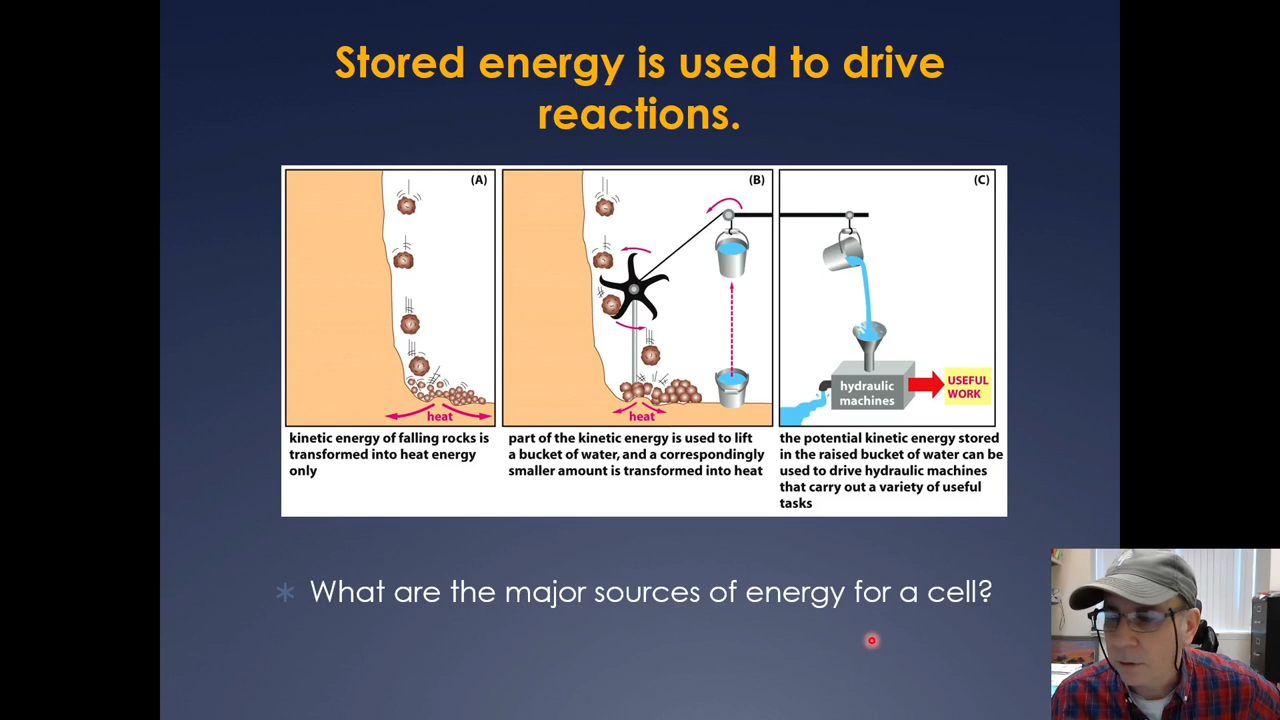 Stored energy is used to drive
reactions.
(A)
(B)
(C)
heat
heat
hydraulic
machines
USEFUL
WORK
kinetic energy of falling rocks is
transformed into heat energy
only
part of the kinetic energy is used to lift
a bucket of water, and a correspondingly
smaller amount is transformed into heat
the potential kinetic energy stored
in the raised bucket of water can be
used to drive hydraulic machines
that carry out a variety of useful
tasks
* What are the major sources of energy for a cell?